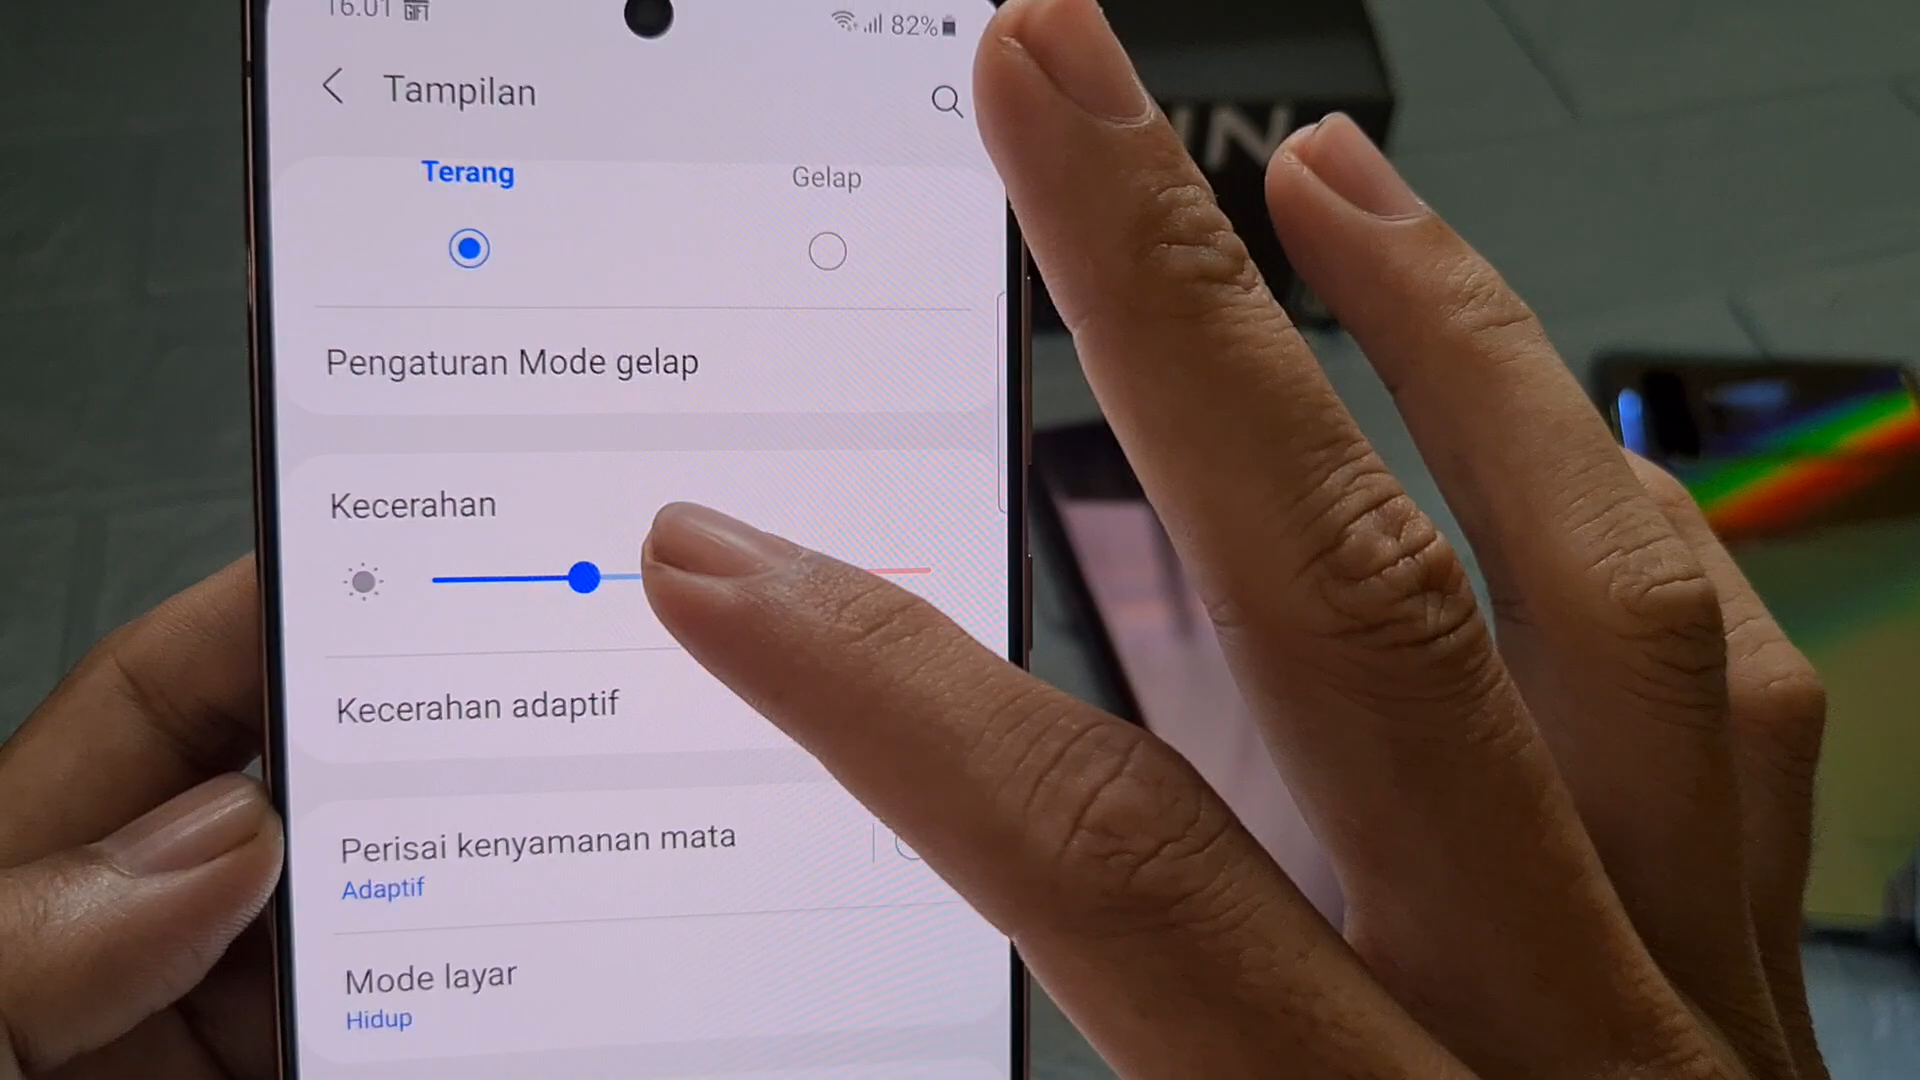 16.01 GIFT 82%
Tampilan
Terang Gelap
Pengaturan Mode gelap
Kecerahan
Kecerahan adaptif
Perisai kenyamanan mata
Adaptif
Mode layar
Hidup